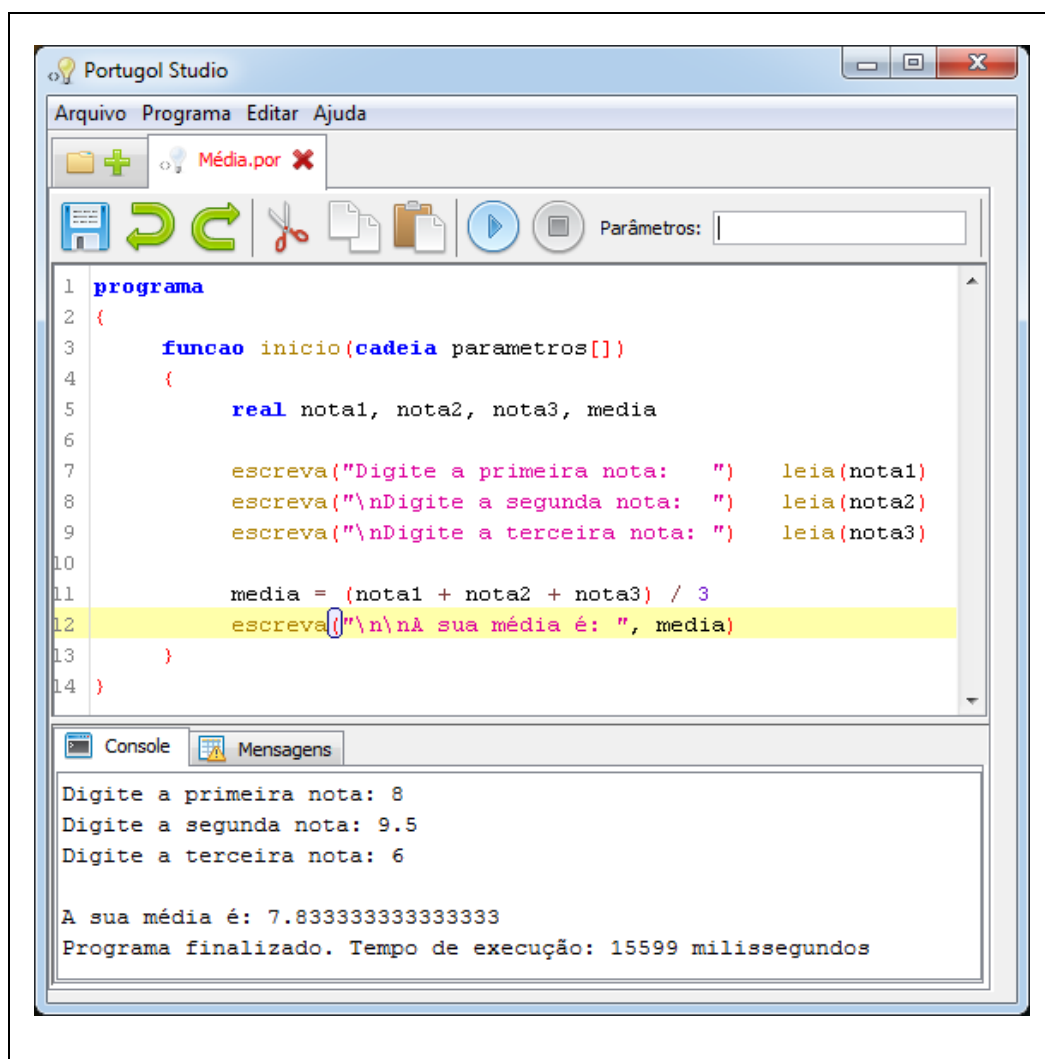 Portugol Studio
Arquivo Programa Editar Ajuda
Média.por
Parâmetros:
1 programa
2 {
3 funcao inicio(cadeia parametros[])
4 {
5 real nota1, nota2, nota3, media
6
7 escreva("Digite a primeira nota:   ")   leia(nota1)
8 escreva("\nDigite a segunda nota:  ")   leia(nota2)
9 escreva("\nDigite a terceira nota: ")   leia(nota3)
10
11 media = (nota1 + nota2 + nota3) / 3
12 escreva("\n\nA sua média é: ", media)
13 }
14 }
Console Mensagens
Digite a primeira nota: 8
Digite a segunda nota: 9.5
Digite a terceira nota: 6
A sua média é: 7.833333333333333
Programa finalizado. Tempo de execução: 15599 milissegundos